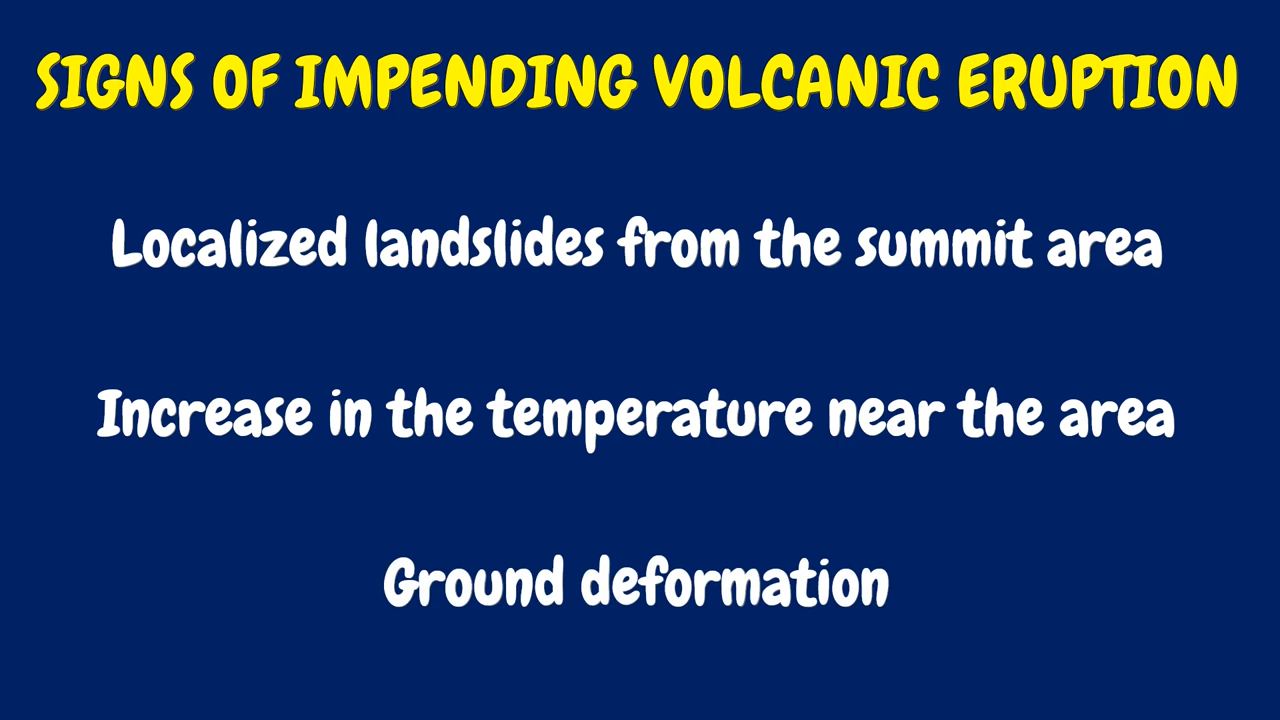 SIGNS OF IMPENDING VOLCANIC ERUPTION
Localized landslides from the summit area
Increase in the temperature near the area
Ground deformation